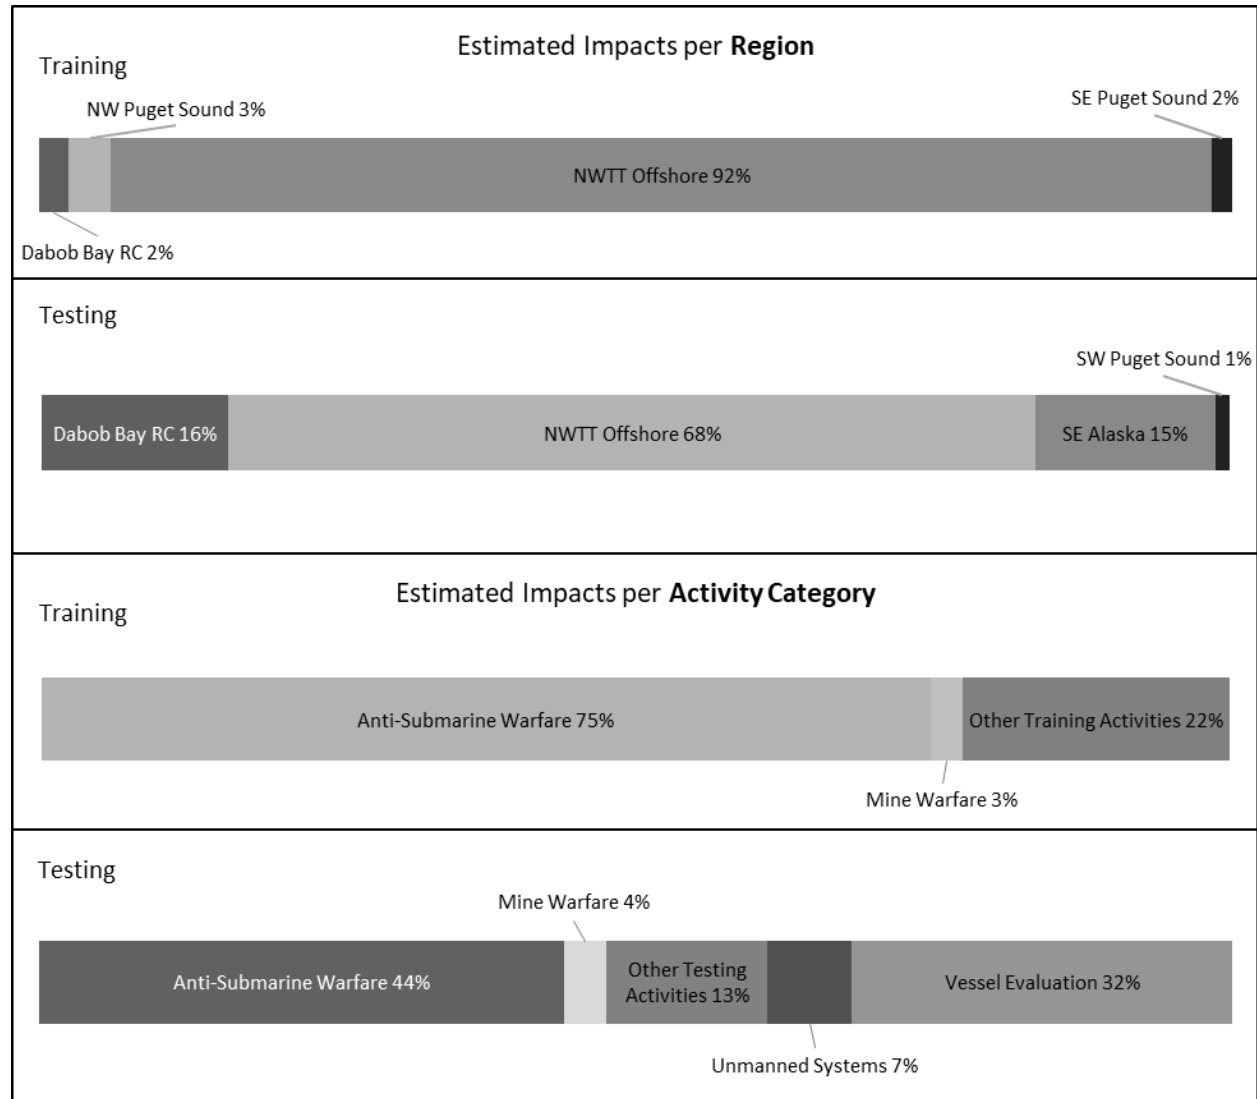 Estimated Impacts per Region
Training
NW Puget Sound 3%
SE Puget Sound 2%
NWTT Offshore 92%
Dabob Bay RC 2%
Testing
SW Puget Sound 1%
Dabob Bay RC 16%
NWTT Offshore 68%
SE Alaska 15%
Estimated Impacts per Activity Category
Training
Anti-Submarine Warfare 75%
Other Training Activities 22%
Mine Warfare 3%
Testing
Mine Warfare 4%
Anti-Submarine Warfare 44%
Other Testing
Activities 13%
Vessel Evaluation 32%
Unmanned Systems 7%